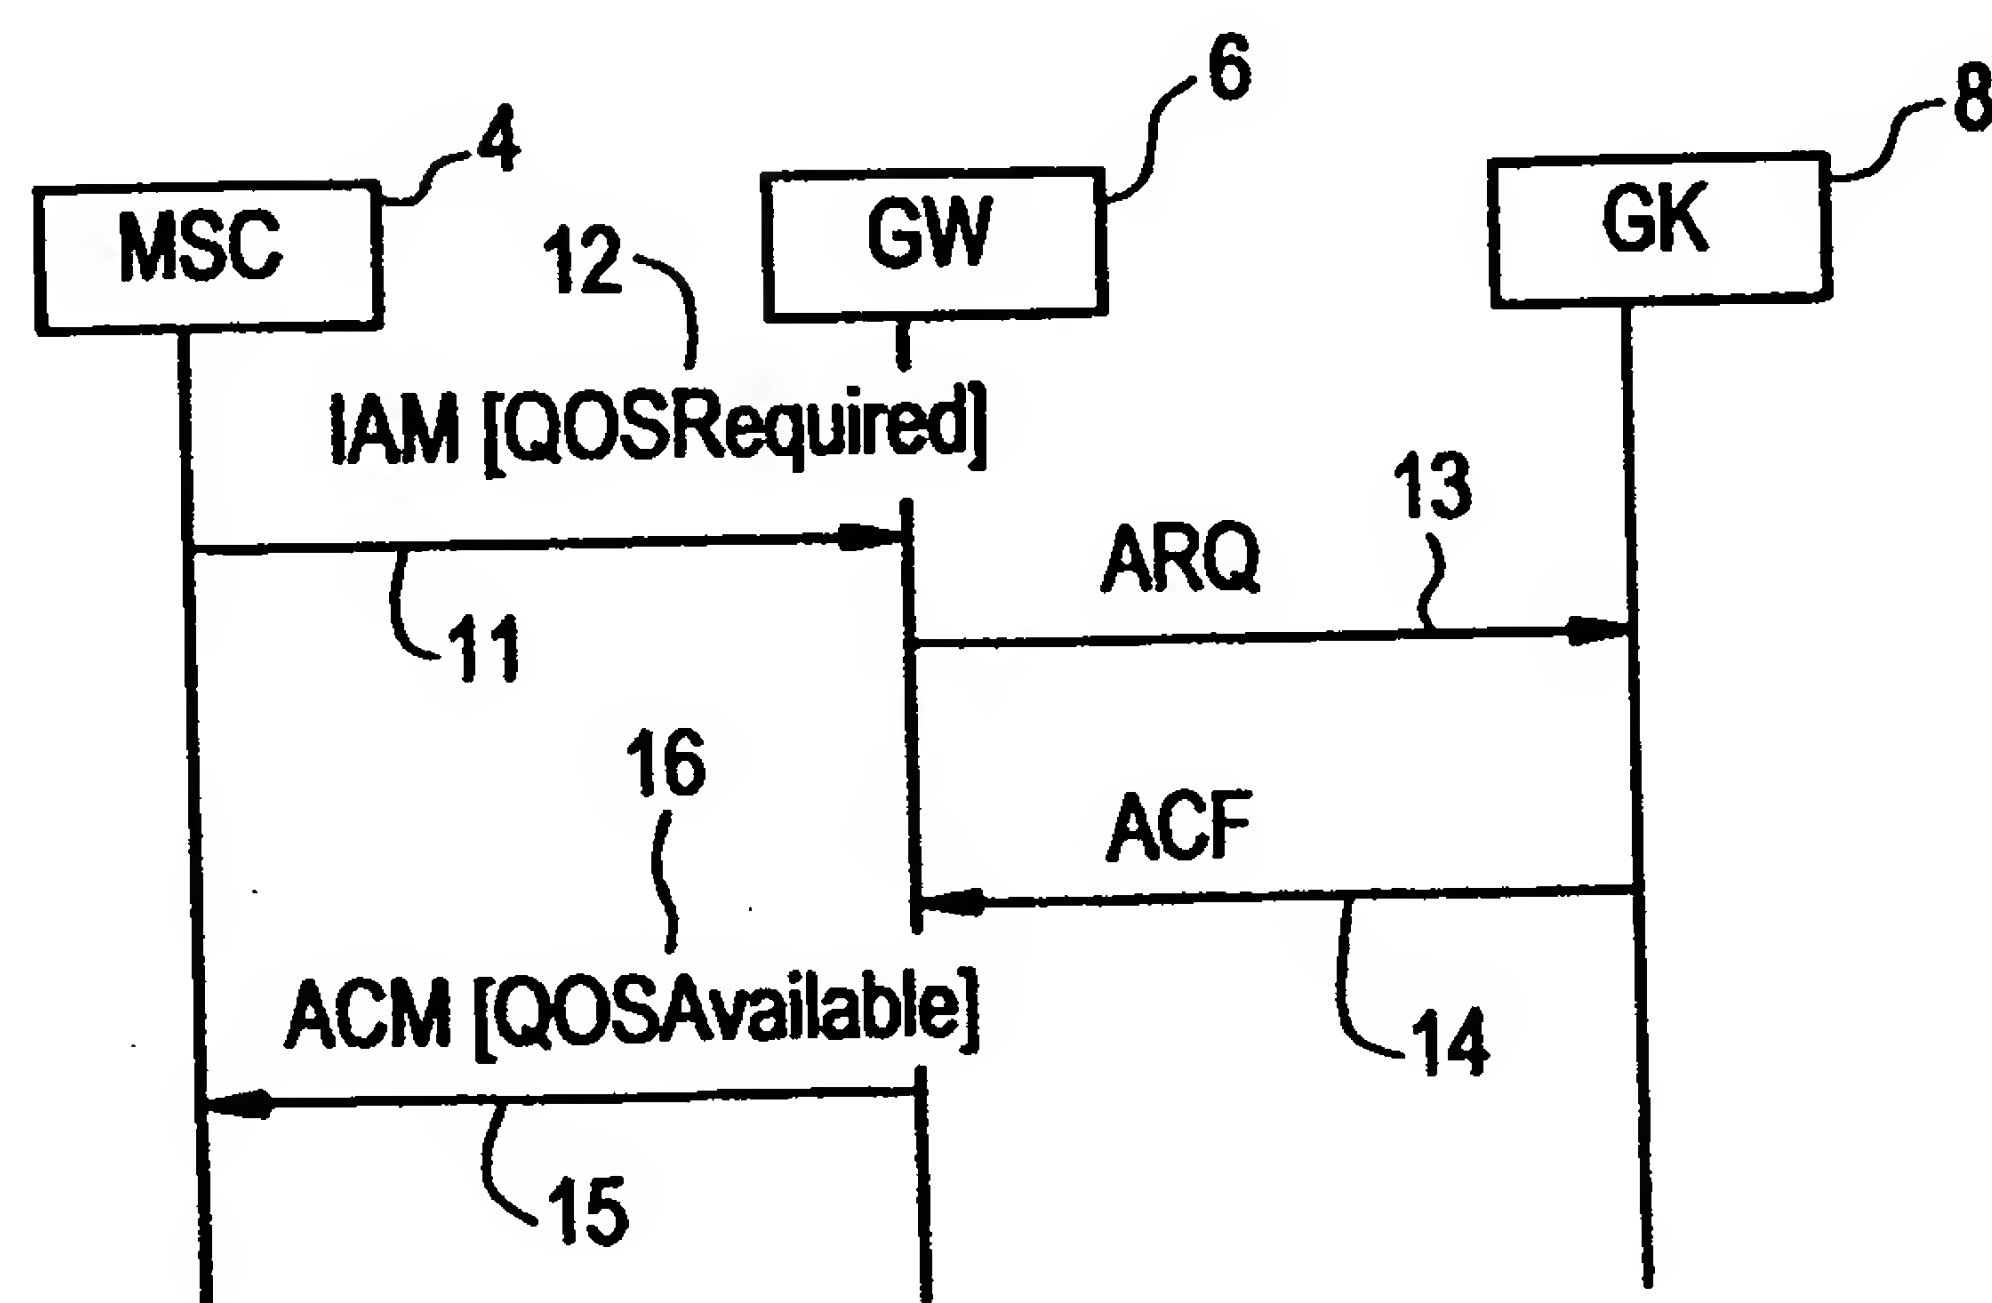 6
8
4
MSC
GW
GK
12
IAM [QOSRequired]
13
ARQ
11
16
ACF
ACM [QOSAvailable]
14
15